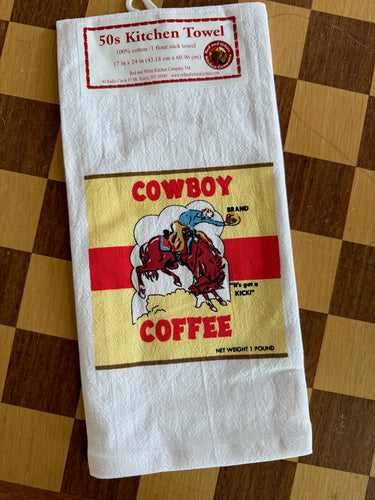 50s Kitchen Towel
100% cotton /1 flour sack towel
17 in x 24 in (43.18 cm x 60.96 cm)
Red and White Kitchen Company TM
COWBOY
BRAND
"It's got a
KICK!"
COFFEE
NET WEIGHT 1 POUND